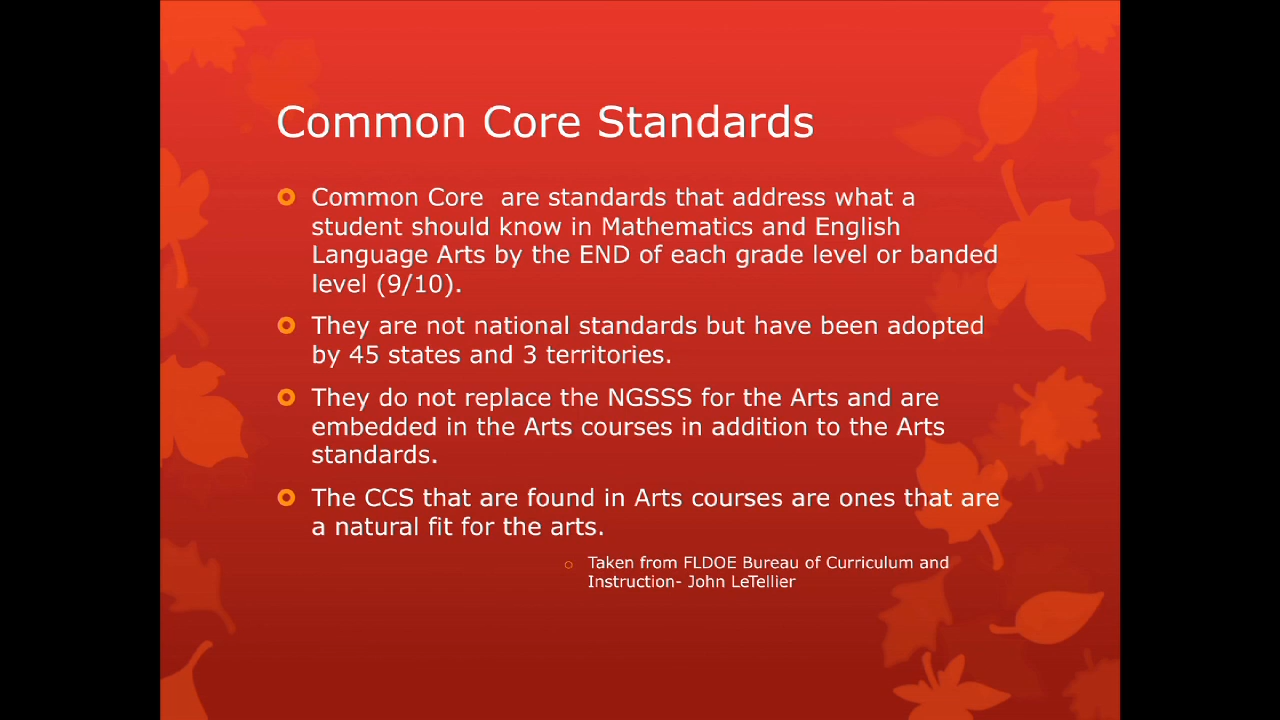 Common Core Standards
Common Core  are standards that address what a
student should know in Mathematics and English
Language Arts by the END of each grade level or banded
level (9/10).
They are not national standards but have been adopted
by 45 states and 3 territories.
They do not replace the NGSSS for the Arts and are
embedded in the Arts courses in addition to the Arts
standards.
The CCS that are found in Arts courses are ones that are
a natural fit for the arts.
Taken from FLDOE Bureau of Curriculum and
Instruction- John LeTellier